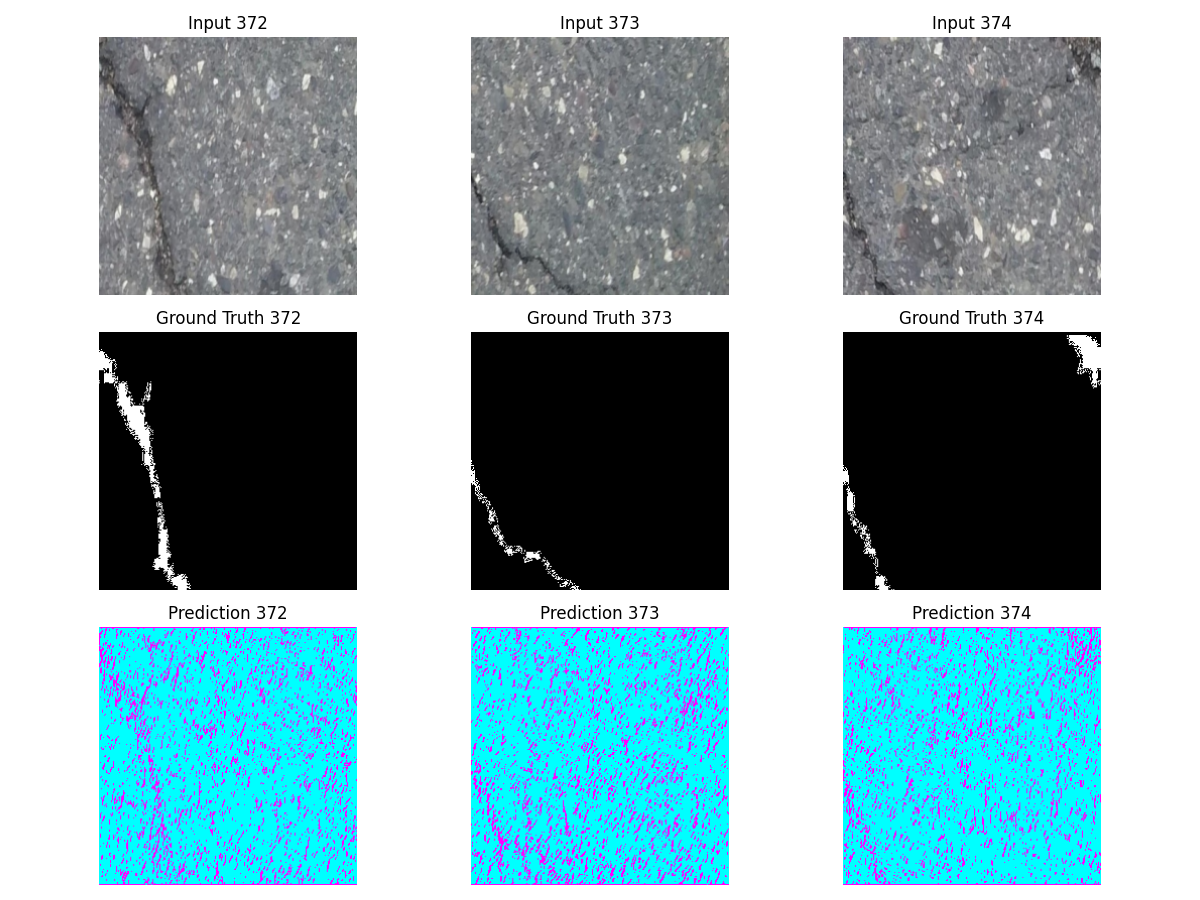 Input 372
Input 373
Input 374
Ground Truth 372
Ground Truth 373
Ground Truth 374
Prediction 372
Prediction 373
Prediction 374